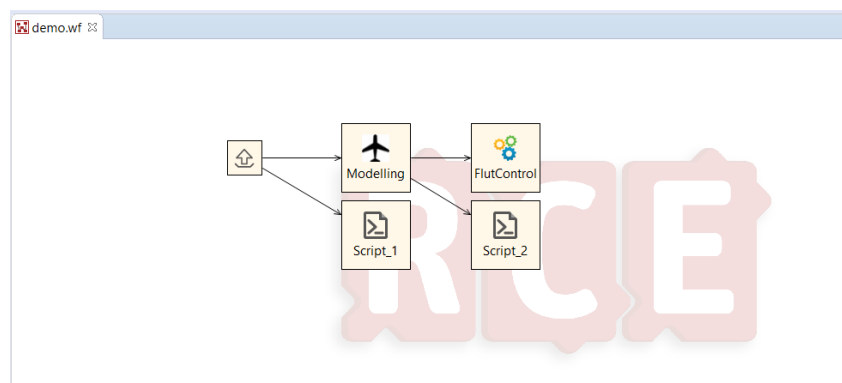 demo.wf
Modelling
FlutControl
Script_1
Script_2
RCE